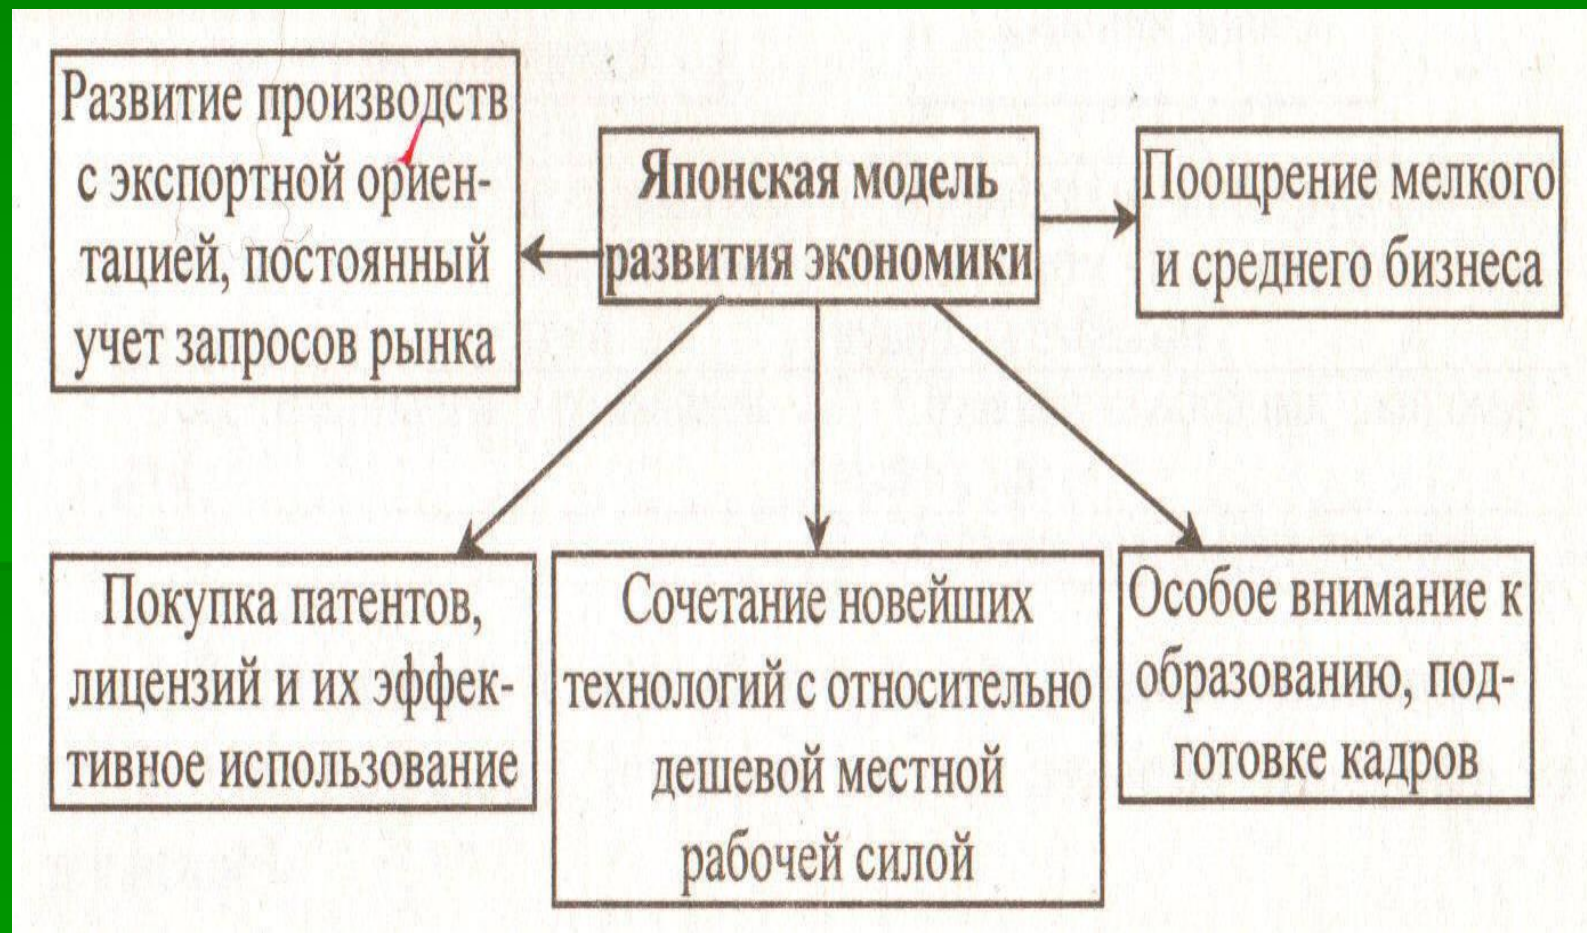 Развитие производств
с экспортной ориен-
тацией, постоянный
учет запросов рынка
Японская модель
развития экономики
Поощрение мелкого
и среднего бизнеса
Покупка патентов,
лицензий и их эффек-
тивное использование
Сочетание новейших
технологий с относительно
дешевой местной
рабочей силой
Особое внимание к
образованию, под-
готовке кадров